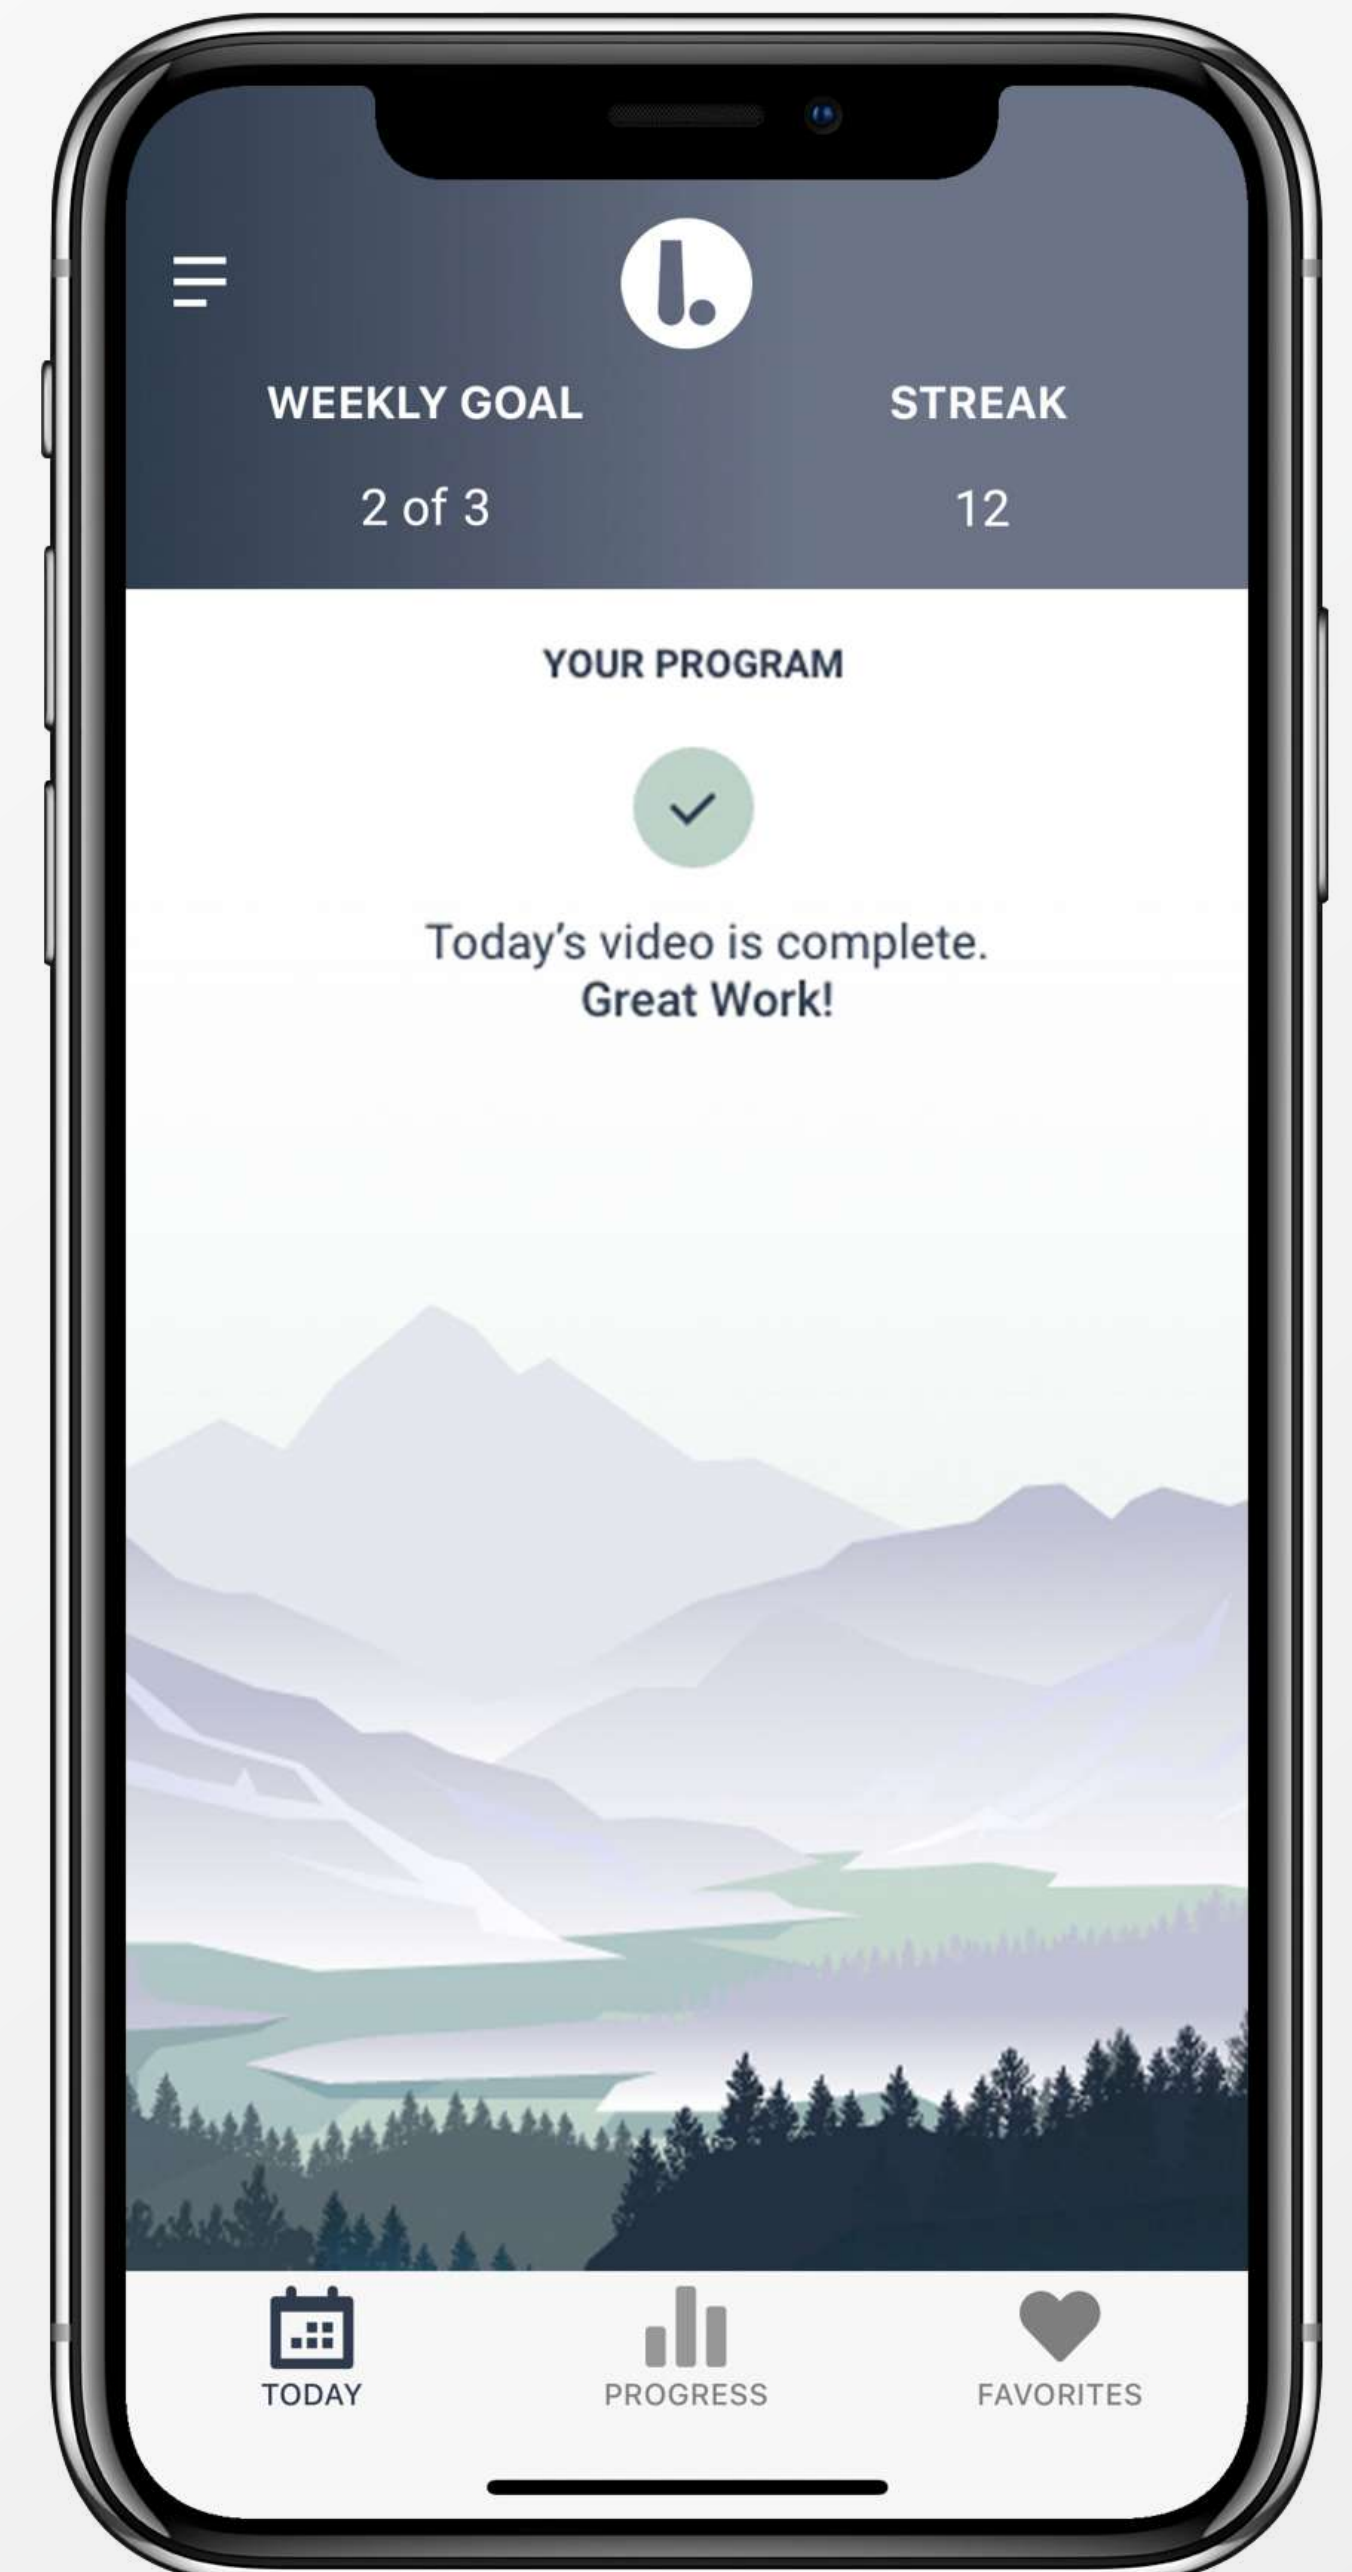 WEEKLY GOAL
STREAK
2 of 3
12
YOUR PROGRAM
Today's video is complete.
Great Work!
TODAY
PROGRESS
FAVORITES